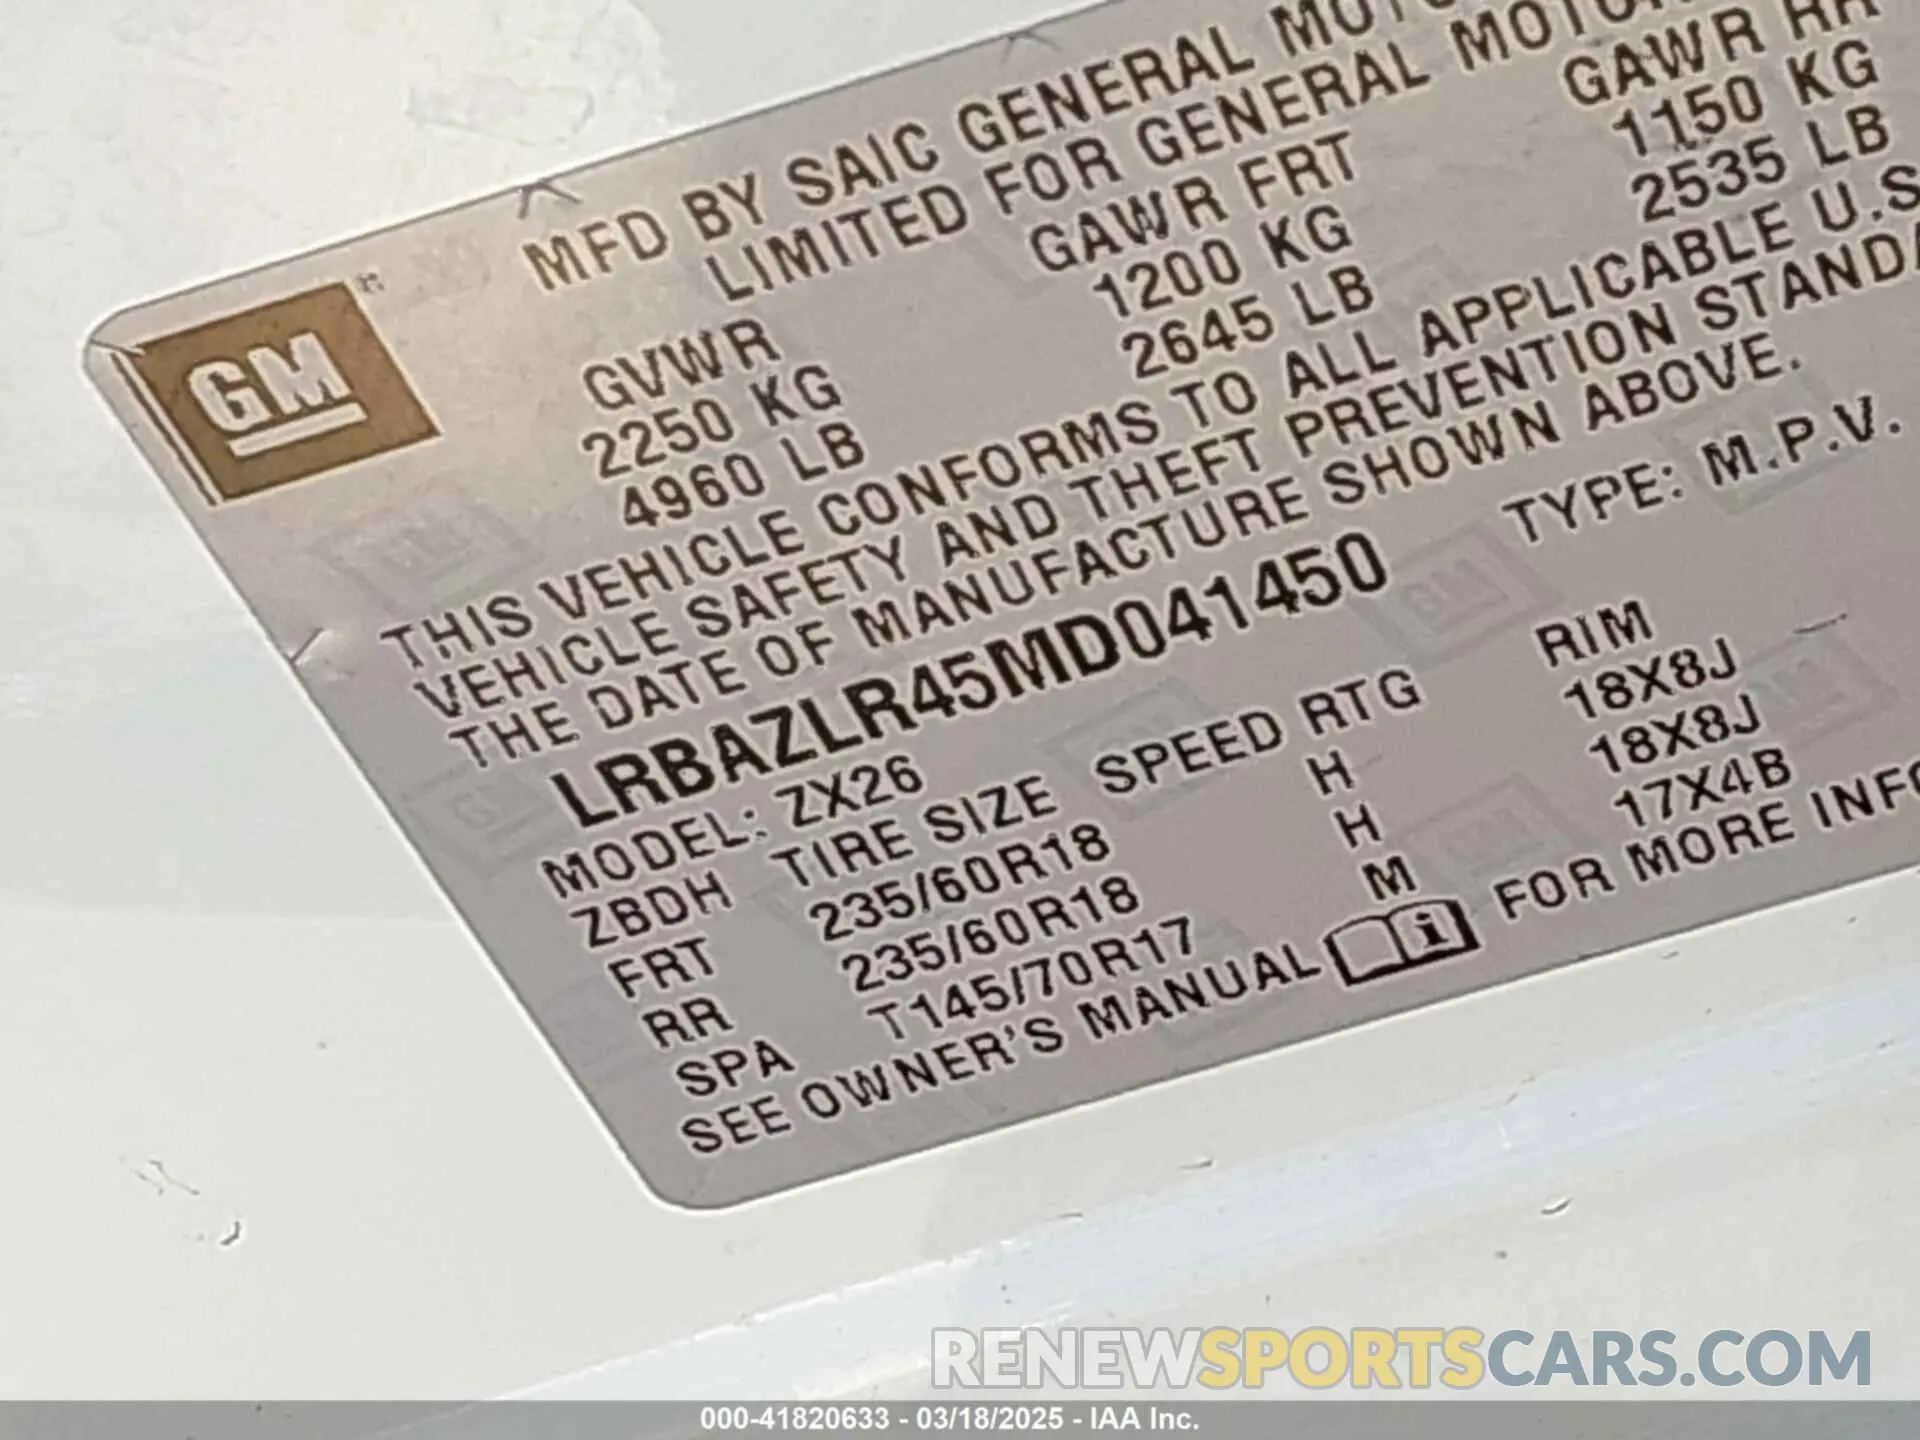 MFD BY SAIC GENERAL
LIMITED FOR GENERAL
GM
GVWR GAWR FRT GAWR RR
2250 KG 1200 KG 1150 KG
4960 LB 2645 LB 2535 LB
THIS VEHICLE CONFORMS TO ALL APPLICABLE U.S
VEHICLE SAFETY AND THEFT PREVENTION STANDA
THE DATE OF MANUFACTURE SHOWN ABOVE.
LRBAZLR45MD041450 TYPE: M.P.V.
MODEL: ZX26
ZBDH TIRE SIZE SPEED RTG RIM
FRT 235/60R18 H 18X8J
RR 235/60R18 H 18X8J
SPA T145/70R17 M 17X4B
SEE OWNER'S MANUAL i FOR MORE INFO
RENEWSPORTSCARS.COM
000-41820633 - 03/18/2025 - IAA Inc.